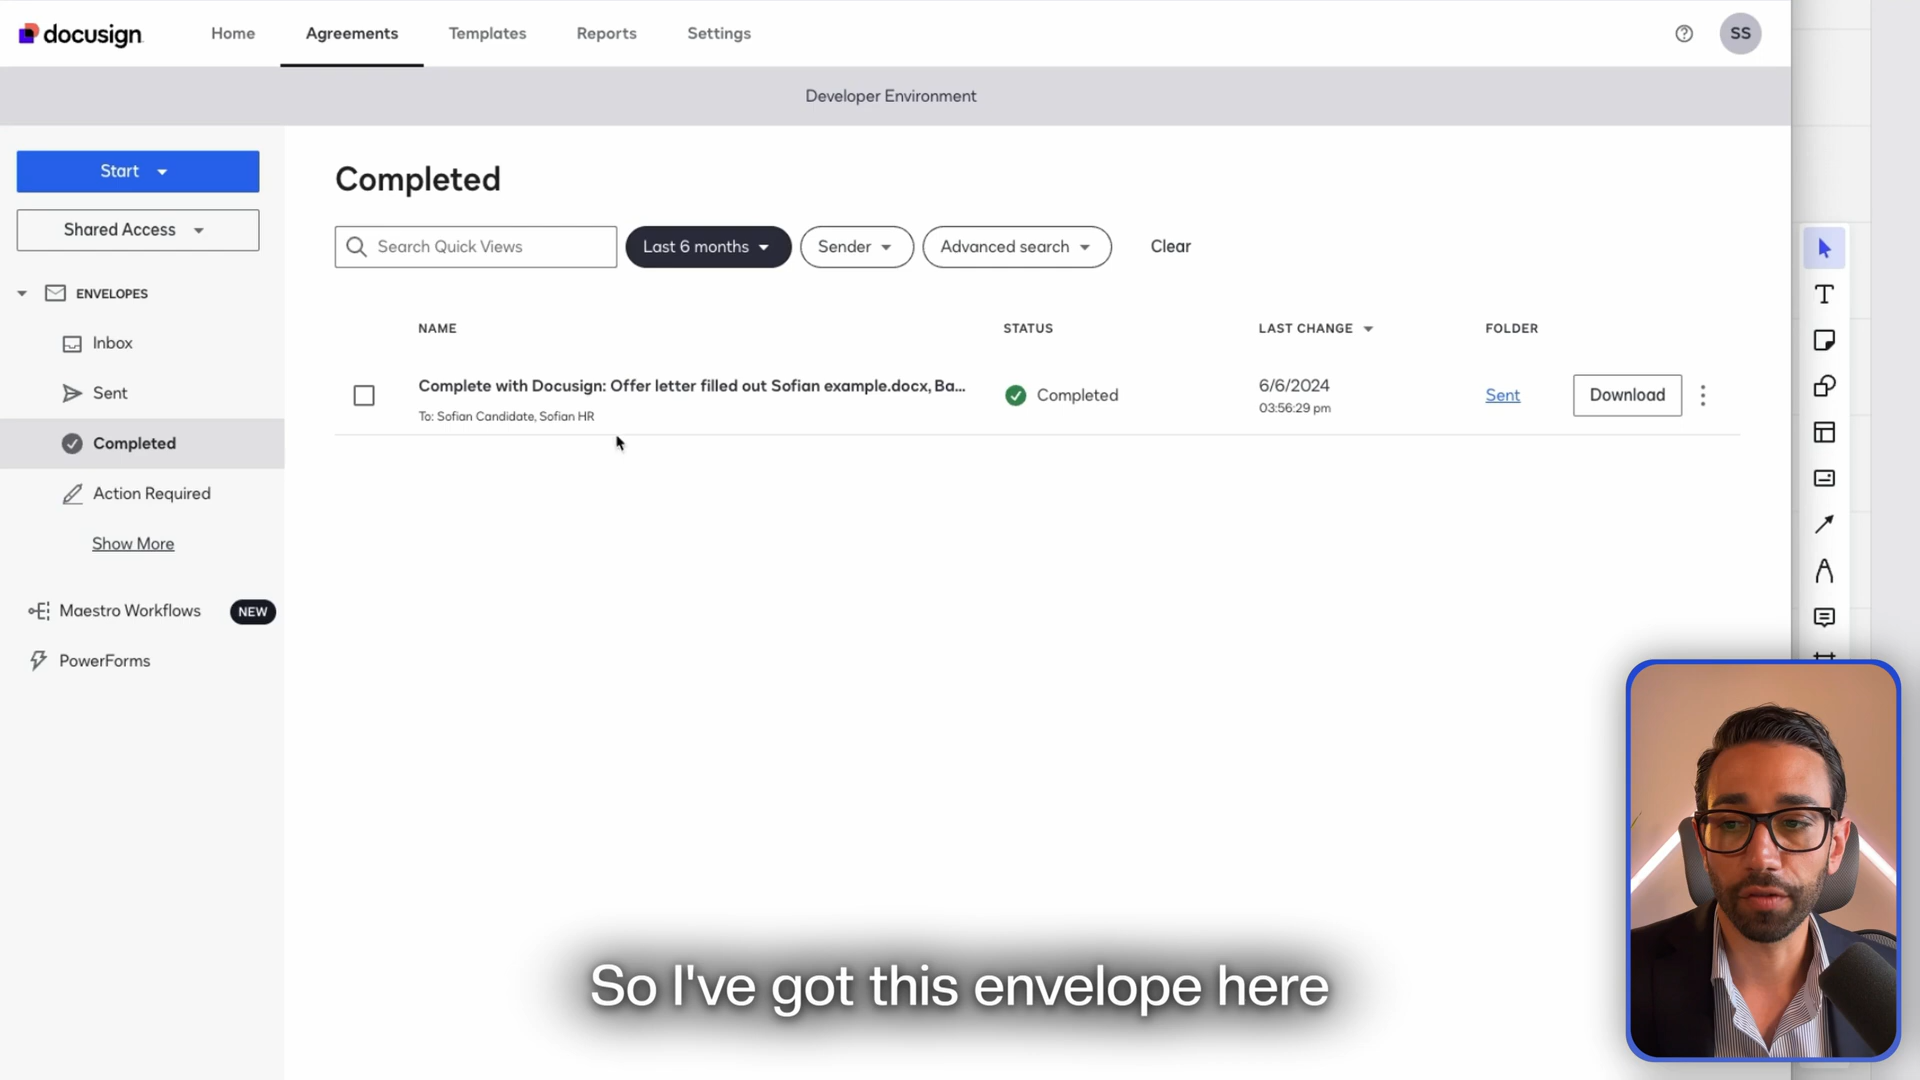 docusign
Home
Agreements
Templates
Reports
Settings
SS
Developer Environment
Start
Shared Access
ENVELOPES
Inbox
Sent
Completed
Action Required
Show More
Maestro Workflows
NEW
PowerForms
Completed
Search Quick Views
Last 6 months
Sender
Advanced search
Clear
NAME
STATUS
LAST CHANGE
FOLDER
Complete with Docusign: Offer letter filled out Sofian example.docx, Ba...
To: Sofian Candidate, Sofian HR
Completed
6/6/2024
03:56:29 pm
Sent
Download
So I've got this envelope here